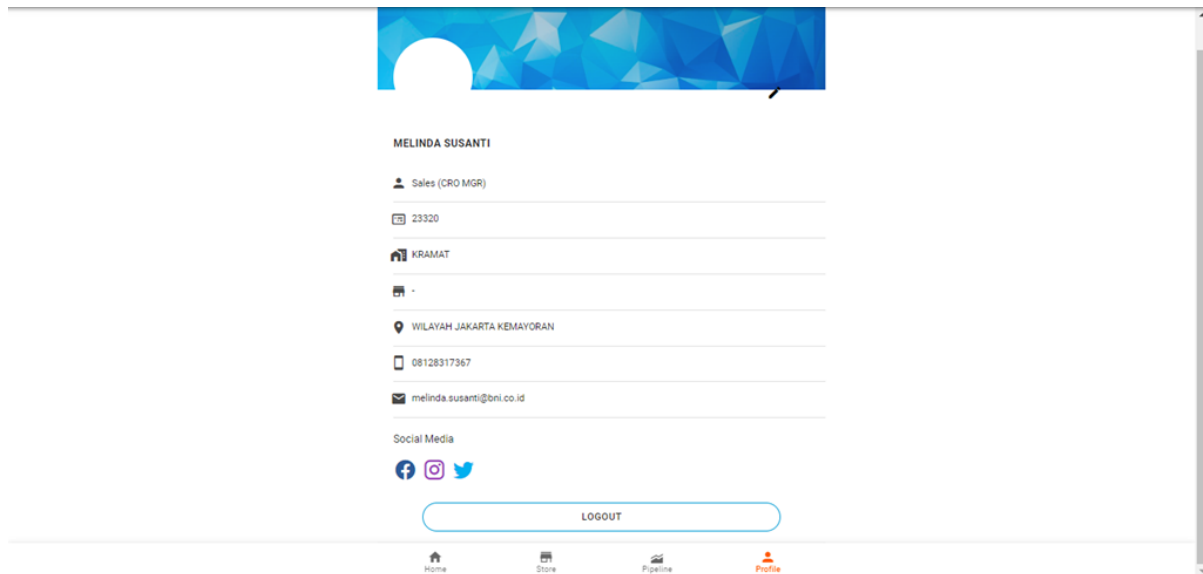 MELINDA SUSANTI
Sales (CRO MGR)
23320
KRAMAT
-
WILAYAH JAKARTA KEMAYORAN
08128317367
melinda.susanti@bni.co.id
Social Media
LOGOUT
Home Store Pipeline Profile